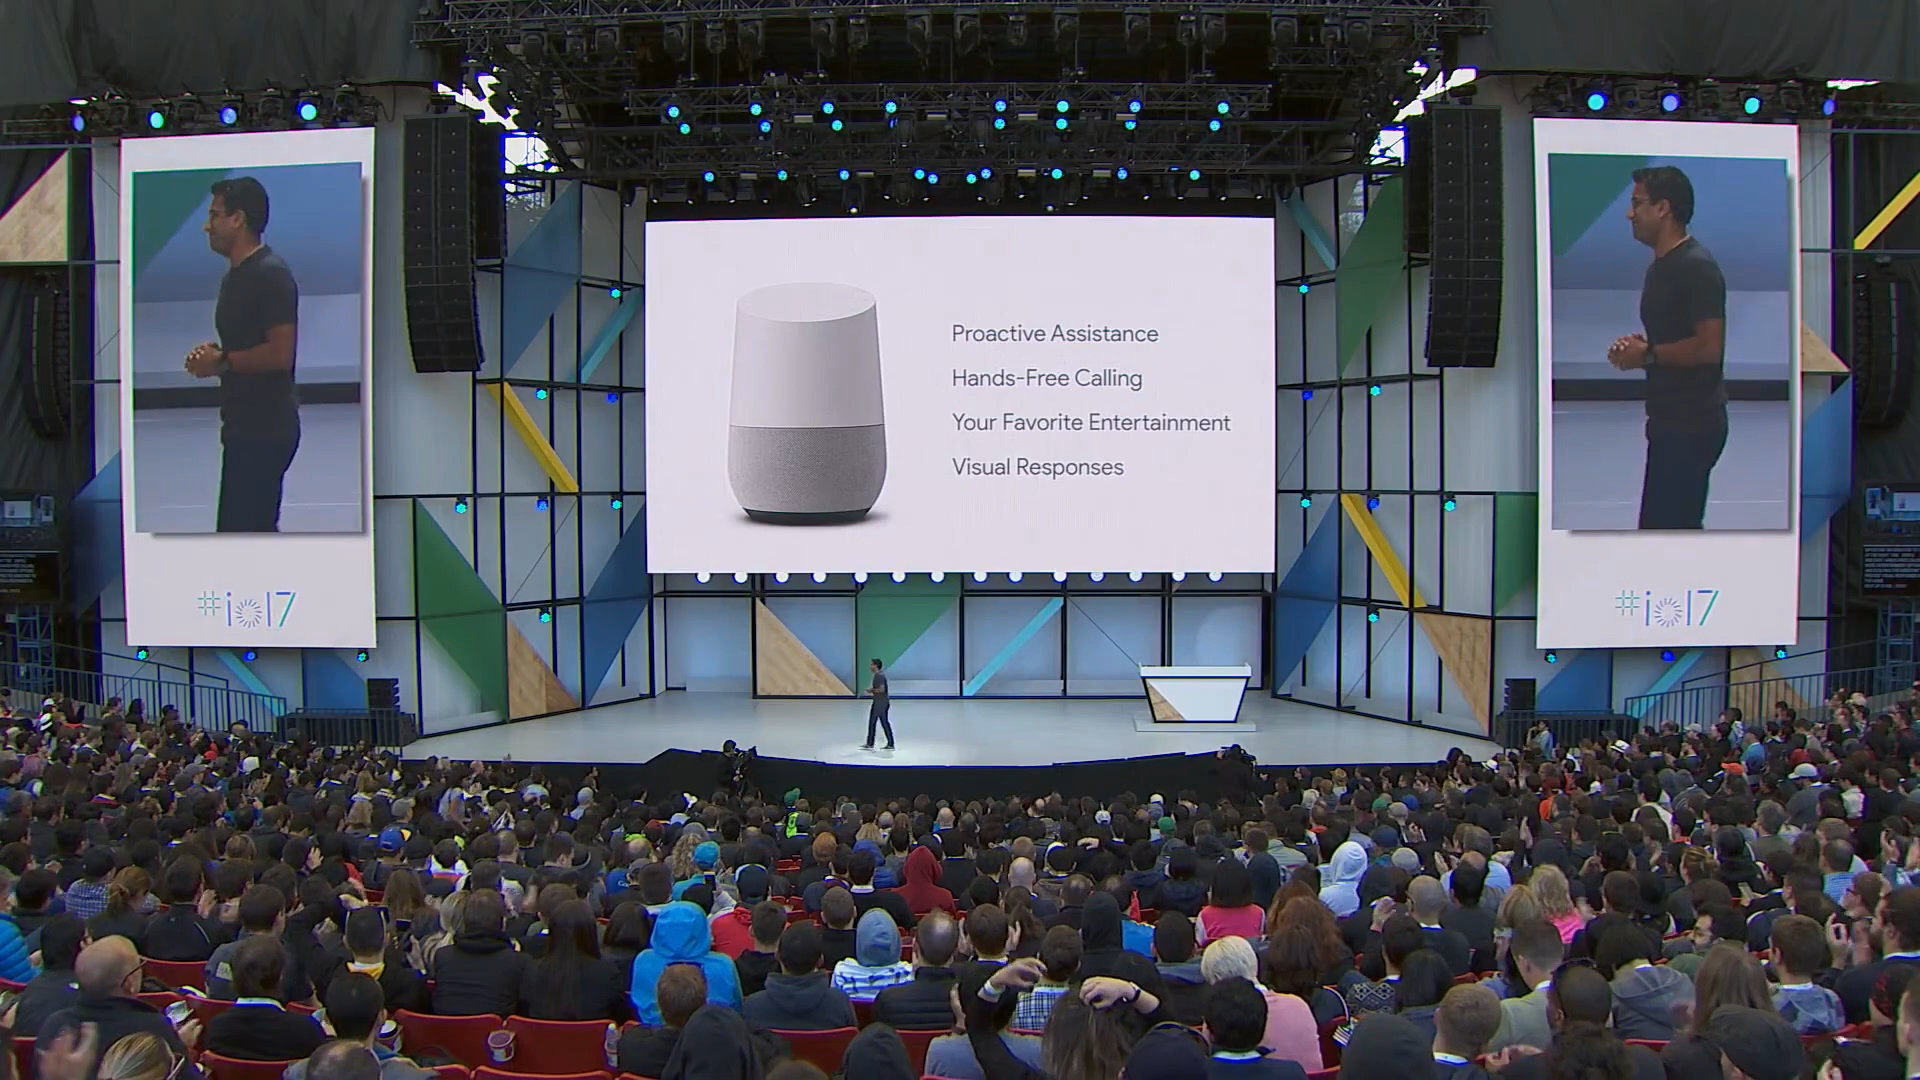 Proactive Assistance
Hands-Free Calling
Your Favorite Entertainment
Visual Responses
#io17
#io17